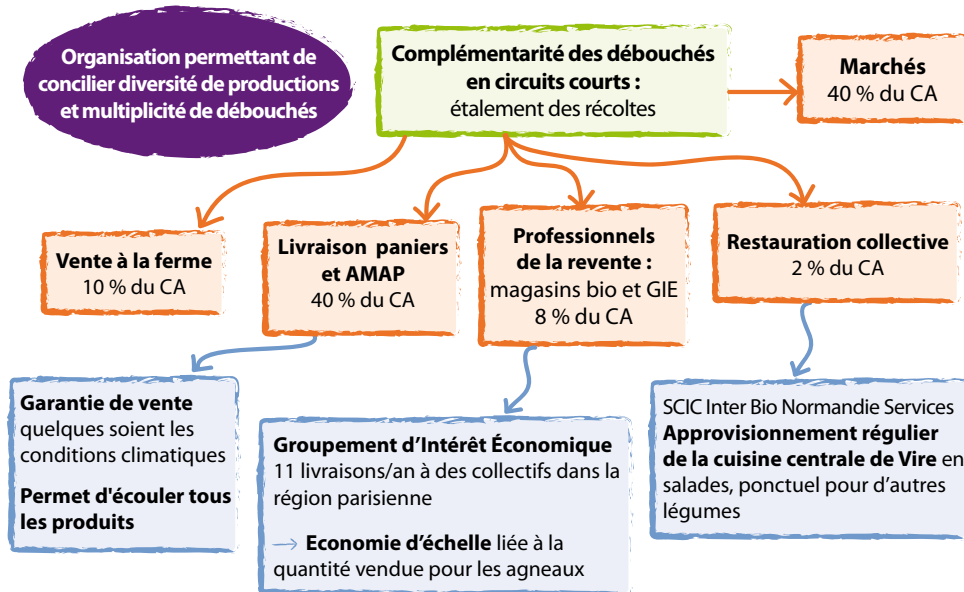 Organisation permettant de
concilier diversité de productions
et multiplicité de débouchés
Complémentarité des débouchés
en circuits courts :
étalement des récoltes
Marchés
40 % du CA
Vente à la ferme
10 % du CA
Livraison paniers
et AMAP
40 % du CA
Professionnels
de la revente :
magasins bio et GIE
8 % du CA
Restauration collective
2 % du CA
Garantie de vente
quelques soient les
conditions climatiques
Permet d'écouler tous
les produits
Groupement d'Intérêt Économique
11 livraisons/an à des collectifs dans la
région parisienne
→ Economie d'échelle liée à la
quantité vendue pour les agneaux
SCIC Inter Bio Normandie Services
Approvisionnement régulier
de la cuisine centrale de Vire en
salades, ponctuel pour d'autres
légumes